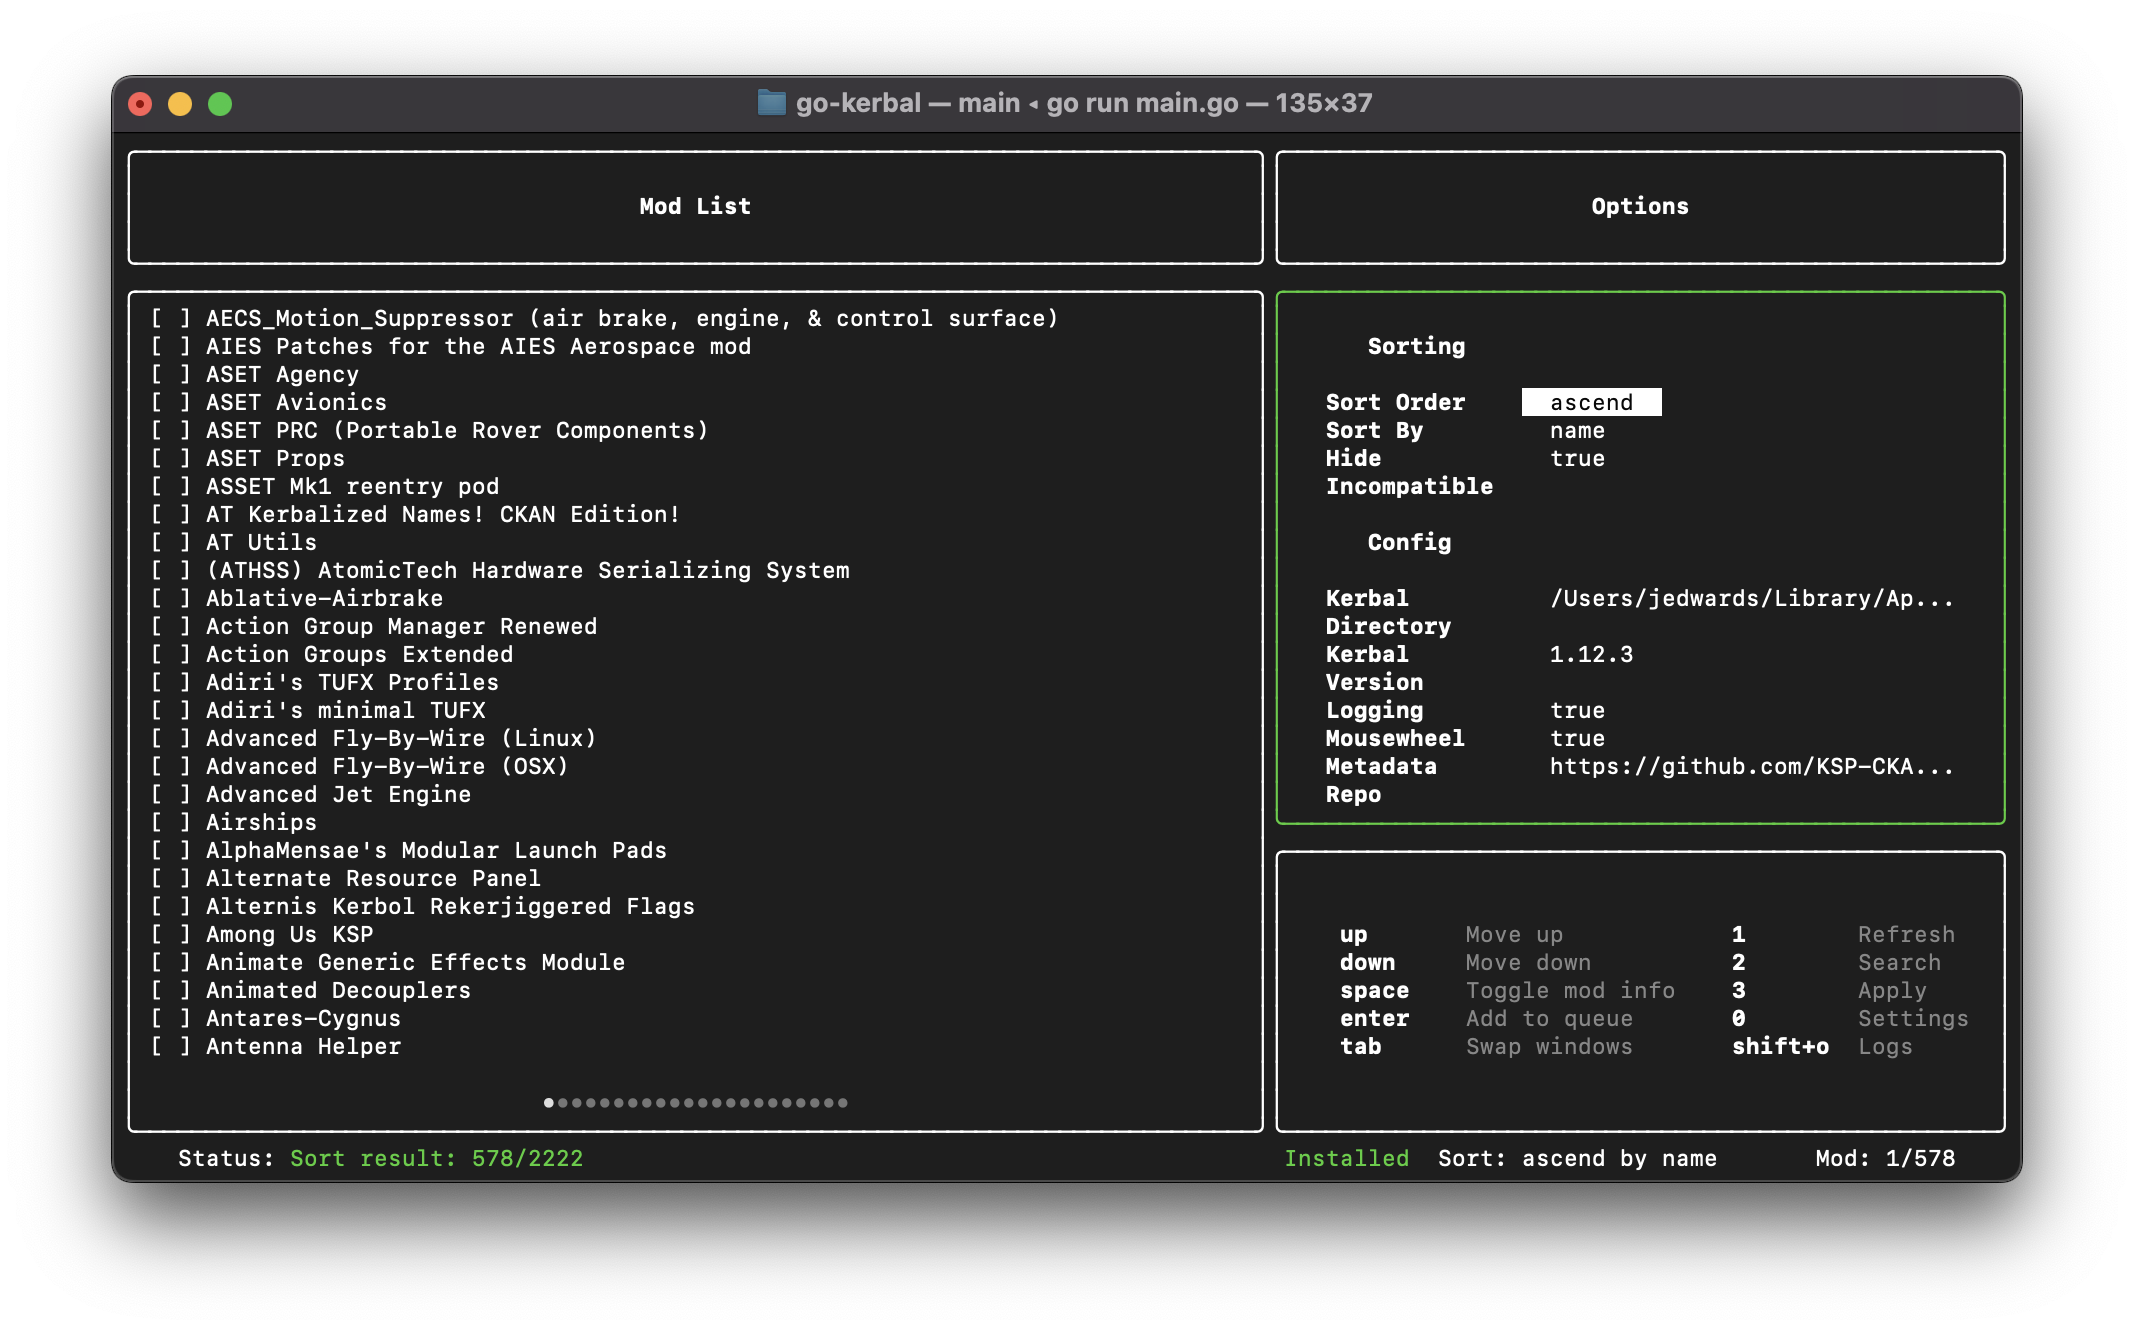 go-kerbal — main ◂ go run main.go — 135×37
Mod List
[ ] AECS_Motion_Suppressor (air brake, engine, & control surface)
[ ] AIES Patches for the AIES Aerospace mod
[ ] ASET Agency
[ ] ASET Avionics
[ ] ASET PRC (Portable Rover Components)
[ ] ASET Props
[ ] ASSET Mk1 reentry pod
[ ] AT Kerbalized Names! CKAN Edition!
[ ] AT Utils
[ ] (ATHSS) AtomicTech Hardware Serializing System
[ ] Ablative-Airbrake
[ ] Action Group Manager Renewed
[ ] Action Groups Extended
[ ] Adiri's TUFX Profiles
[ ] Adiri's minimal TUFX
[ ] Advanced Fly-By-Wire (Linux)
[ ] Advanced Fly-By-Wire (OSX)
[ ] Advanced Jet Engine
[ ] Airships
[ ] AlphaMensae's Modular Launch Pads
[ ] Alternate Resource Panel
[ ] Alternis Kerbol Rekerjiggered Flags
[ ] Among Us KSP
[ ] Animate Generic Effects Module
[ ] Animated Decouplers
[ ] Antares-Cygnus
[ ] Antenna Helper
Options
Sorting
Sort Order ascend
Sort By name
Hide true
Incompatible
Config
Kerbal /Users/jedwards/Library/Ap...
Directory
Kerbal 1.12.3
Version
Logging true
Mousewheel true
Metadata https://github.com/KSP-CKA...
Repo
up Move up 1 Refresh
down Move down 2 Search
space Toggle mod info 3 Apply
enter Add to queue 0 Settings
tab Swap windows shift+o Logs
Status: Sort result: 578/2222 Installed Sort: ascend by name Mod: 1/578